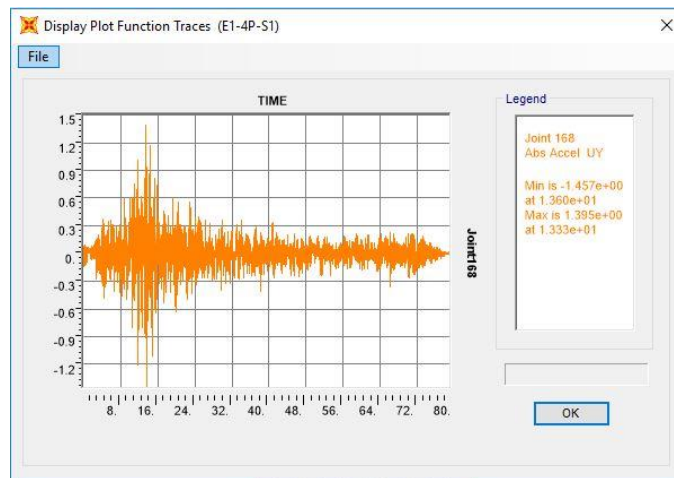 Display Plot Function Traces (E1-4P-S1)
File
TIME
1.5
1.2
0.9
0.6
0.3
0.
-0.3
-0.6
-0.9
-1.2
8. 16. 24. 32. 40. 48. 56. 64. 72. 80.
Joint168
Legend
Joint 168
Abs Accel UY
Min is -1.457e+00
at 1.360e+01
Max is 1.395e+00
at 1.333e+01
OK